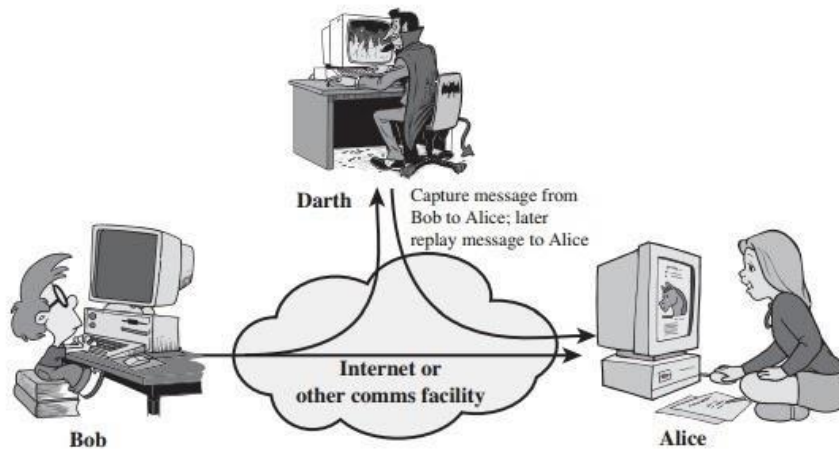 Darth
Capture message from
Bob to Alice; later
replay message to Alice
Internet or
other comms facility
Bob
Alice